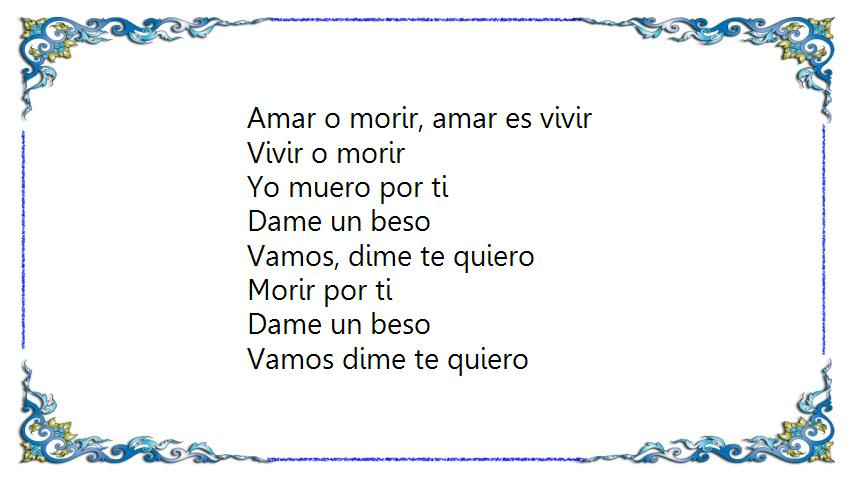 Amar o morir, amar es vivir
Vivir o morir
Yo muero por ti
Dame un beso
Vamos, dime te quiero
Morir por ti
Dame un beso
Vamos dime te quiero